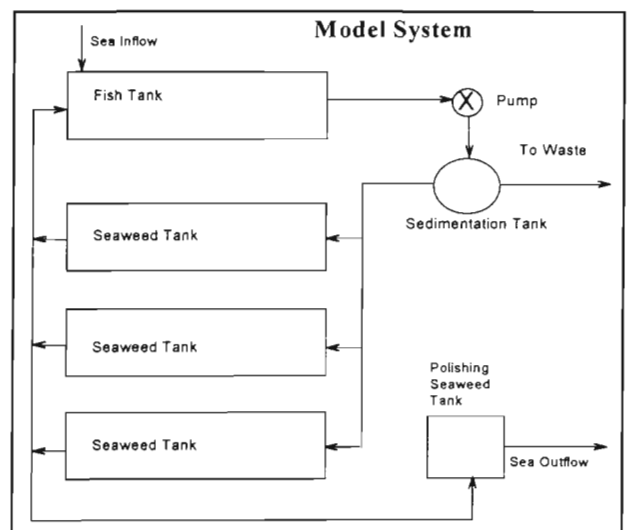 Model System
Sea Inflow
Fish Tank
X
Pump
To Waste
Sedimentation Tank
Seaweed Tank
Seaweed Tank
Seaweed Tank
Polishing
Seaweed
Tank
Sea Outflow